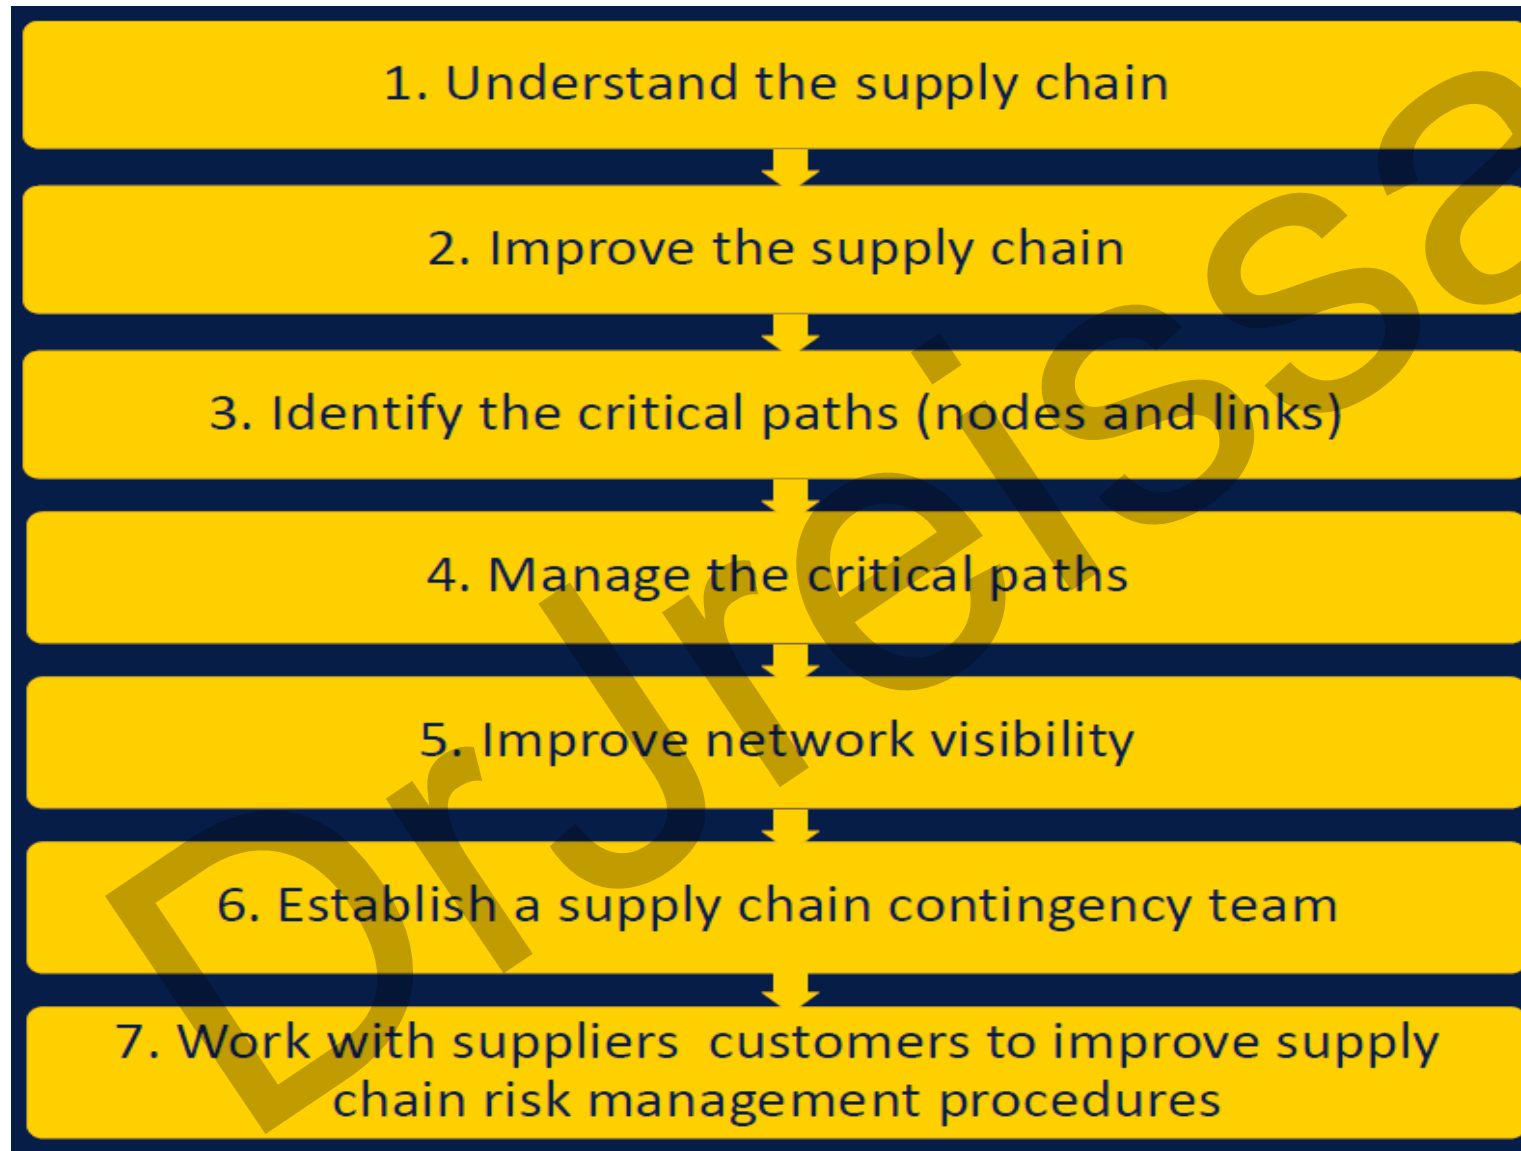 1. Understand the supply chain
2. Improve the supply chain
3. Identify the critical paths (nodes and links)
4. Manage the critical paths
5. Improve network visibility
6. Establish a supply chain contingency team
7. Work with suppliers  customers to improve supply
chain risk management procedures
DrJreissa